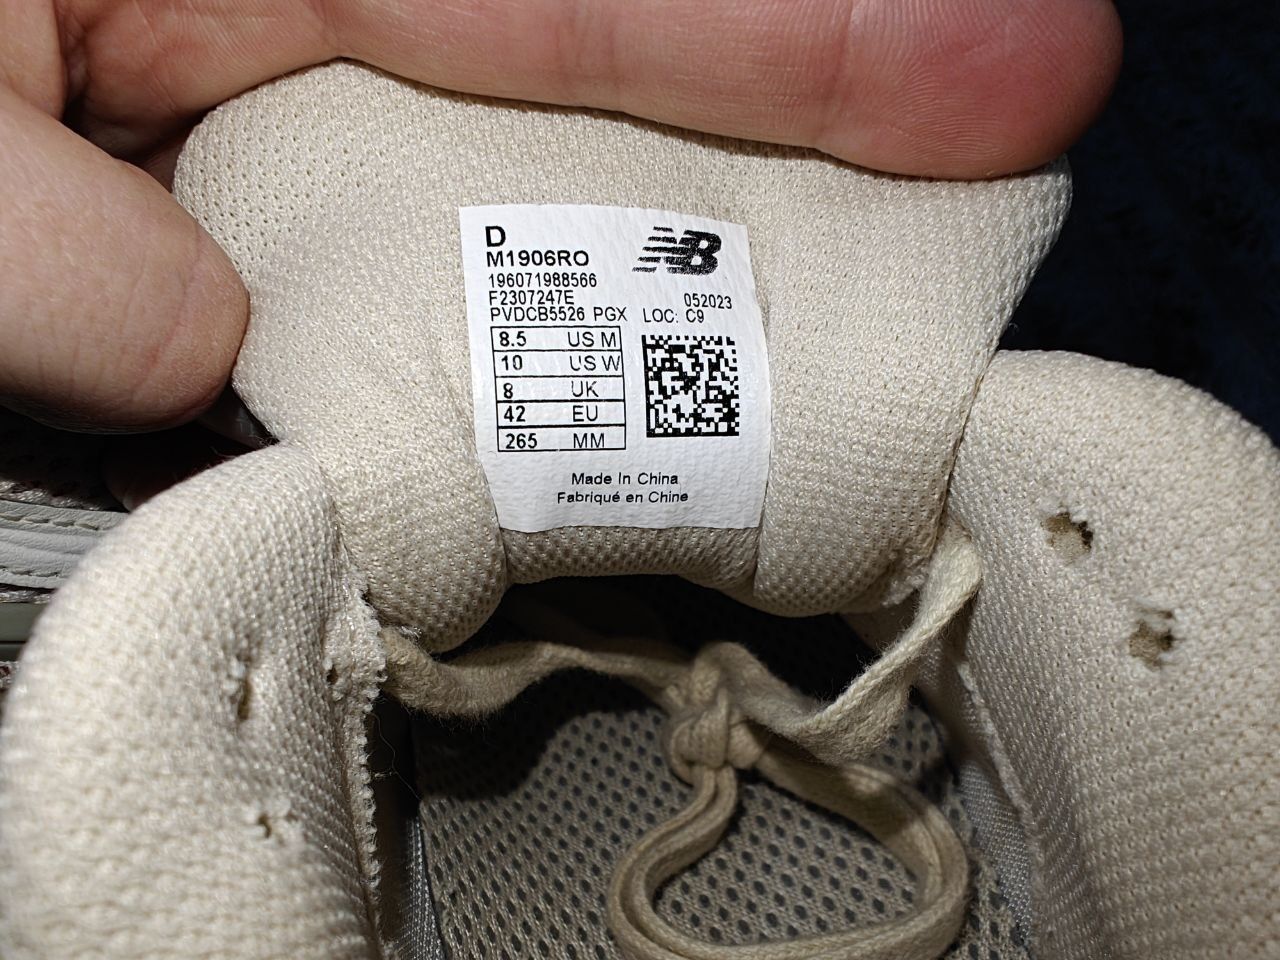 D
M1906RO
196071988566
F2307247E 052023
PVDCB5526 PGX LOC: C9
8.5 US M
10 US W
8 UK
42 EU
265 MM
Made In China
Fabriqué en Chine
NB